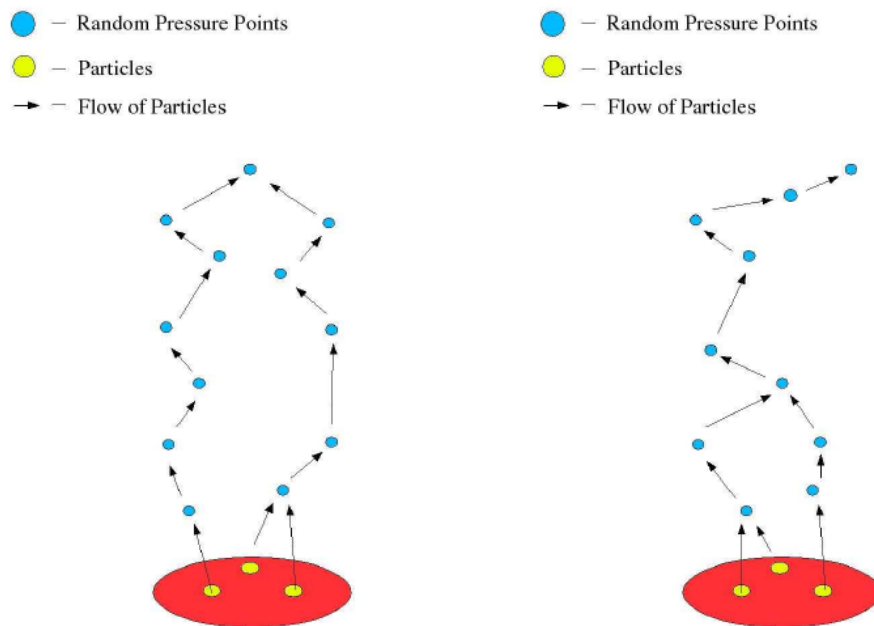 – Random Pressure Points
– Particles
– Flow of Particles
– Random Pressure Points
– Particles
– Flow of Particles